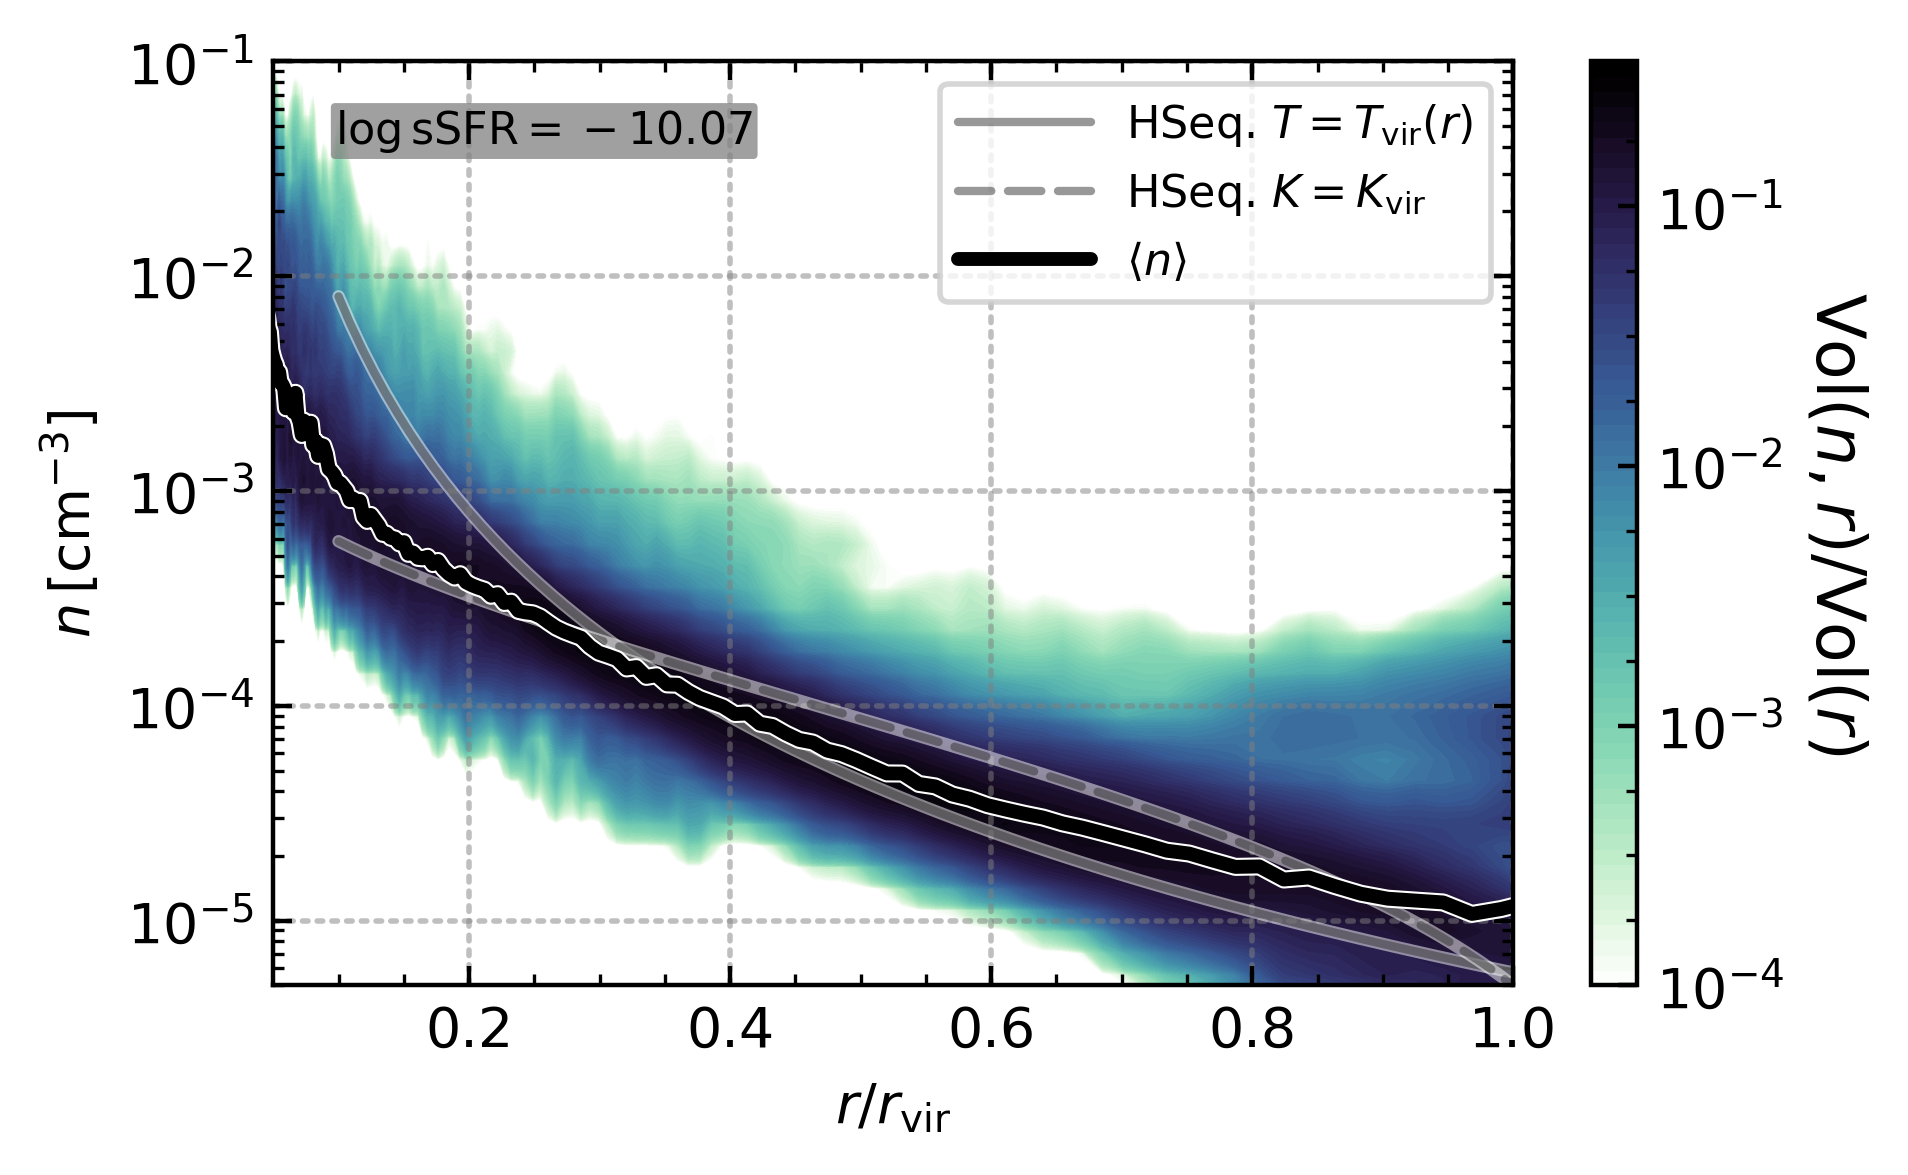 log sSFR = −10.07
HSeq. T = T_vir(r)
HSeq. K = K_vir
⟨n⟩
n [cm⁻³]
10⁻¹
10⁻²
10⁻³
10⁻⁴
10⁻⁵
0.2 0.4 0.6 0.8 1.0
r/r_vir
10⁻¹
10⁻²
10⁻³
10⁻⁴
Vol(n, r)/Vol(r)